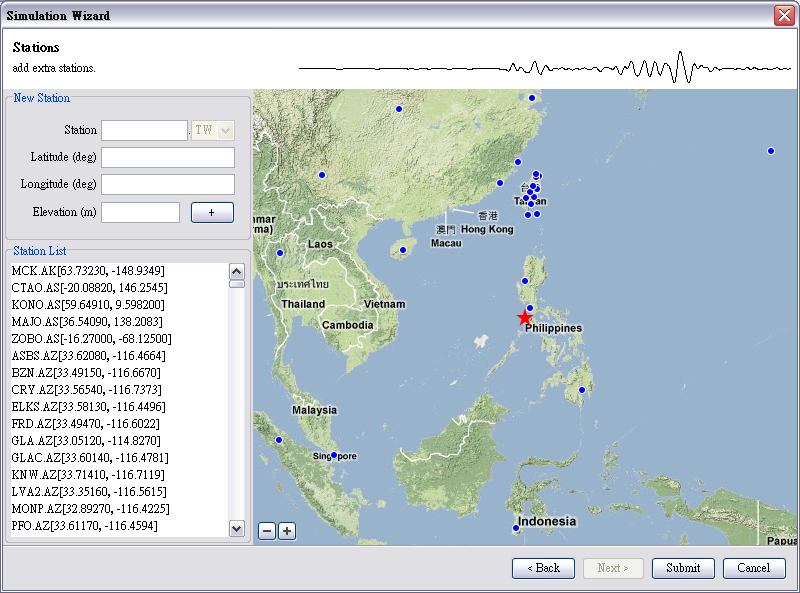 Simulation Wizard
Stations
add extra stations.
New Station
Station
.
TW
Latitude (deg)
Longitude (deg)
Elevation (m)
+
Station List
MCK.AK[63.73230, -148.9349]
CTAO.AS[-20.08820, 146.2545]
KONO.AS[59.64910, 9.598200]
MAJO.AS[36.54090, 138.2083]
ZOBO.AS[-16.27000, -68.12500]
ASBS.AZ[33.62080, -116.4664]
BZN.AZ[33.49150, -116.6670]
CRY.AZ[33.56540, -116.7373]
ELKS.AZ[33.58130, -116.4496]
FRD.AZ[33.49470, -116.6022]
GLA.AZ[33.05120, -114.8270]
GLAC.AZ[33.60140, -116.4781]
KNW.AZ[33.71410, -116.7119]
LVA2.AZ[33.35160, -116.5615]
MONP.AZ[32.89270, -116.4225]
PFO.AZ[33.61170, -116.4594]
香港
澳門 Hong Kong
Macau
nmar
ma)
Laos
ประเทศไทย
Thailand
Vietnam
Cambodia
Philippines
Malaysia
Singapore
Indonesia
Papua
− +
< Back
Next >
Submit
Cancel